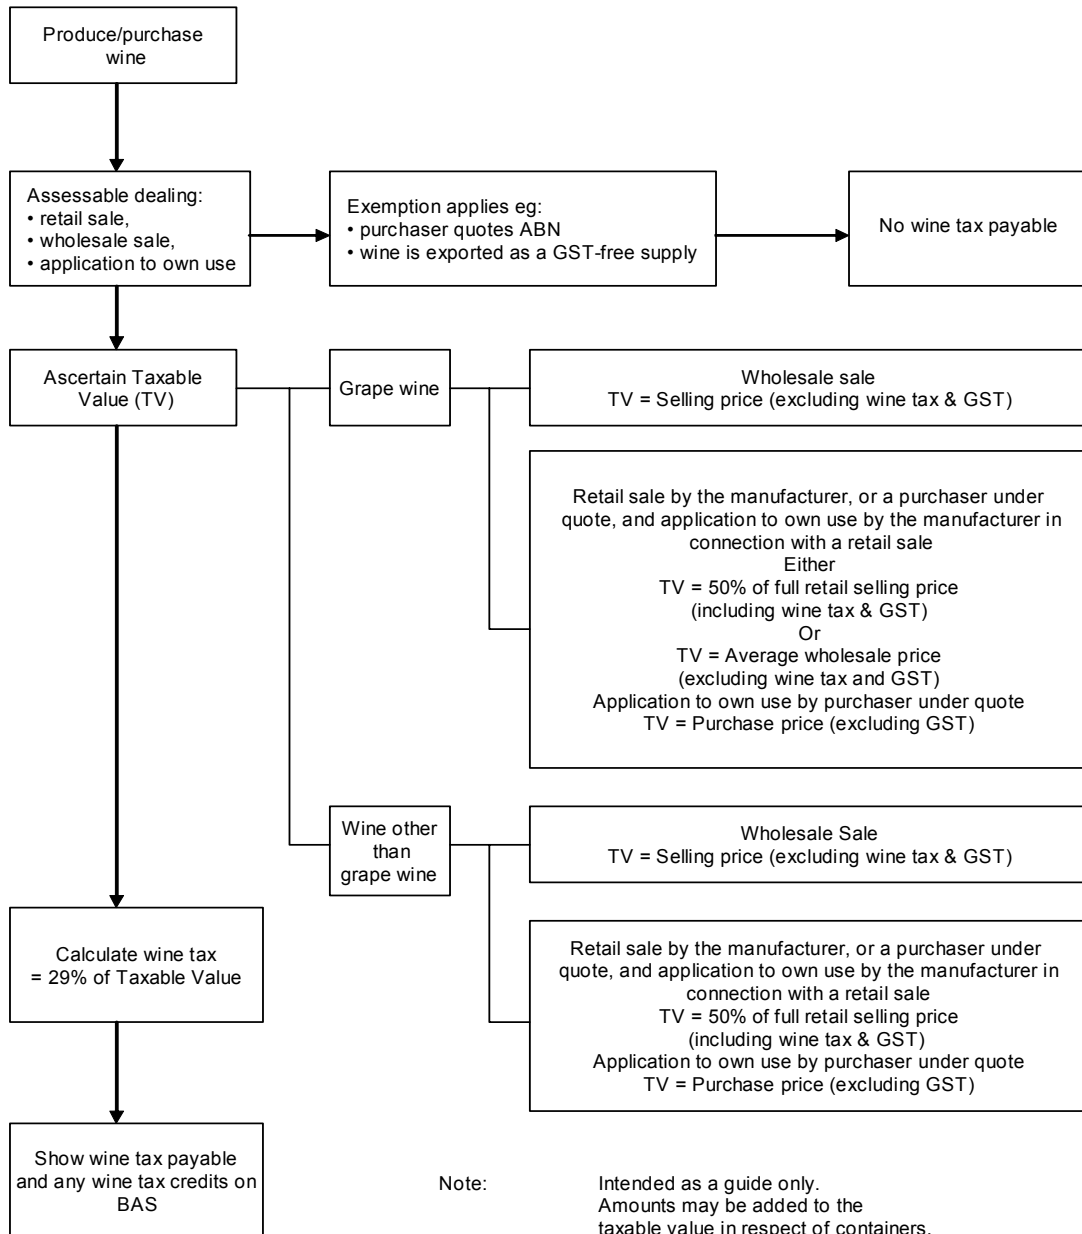 Produce/purchase
wine
Assessable dealing:
• retail sale,
• wholesale sale,
• application to own use
Exemption applies eg:
• purchaser quotes ABN
• wine is exported as a GST-free supply
No wine tax payable
Ascertain Taxable
Value (TV)
Grape wine
Wholesale sale
TV = Selling price (excluding wine tax & GST)
Retail sale by the manufacturer, or a purchaser under
quote, and application to own use by the manufacturer in
connection with a retail sale
Either
TV = 50% of full retail selling price
(including wine tax & GST)
Or
TV = Average wholesale price
(excluding wine tax and GST)
Application to own use by purchaser under quote
TV = Purchase price (excluding GST)
Wine other
than
grape wine
Wholesale Sale
TV = Selling price (excluding wine tax & GST)
Calculate wine tax
= 29% of Taxable Value
Retail sale by the manufacturer, or a purchaser under
quote, and application to own use by the manufacturer in
connection with a retail sale
TV = 50% of full retail selling price
(including wine tax & GST)
Application to own use by purchaser under quote
TV = Purchase price (excluding GST)
Show wine tax payable
and any wine tax credits on
BAS
Note: Intended as a guide only.
Amounts may be added to the
taxable value in respect of containers,